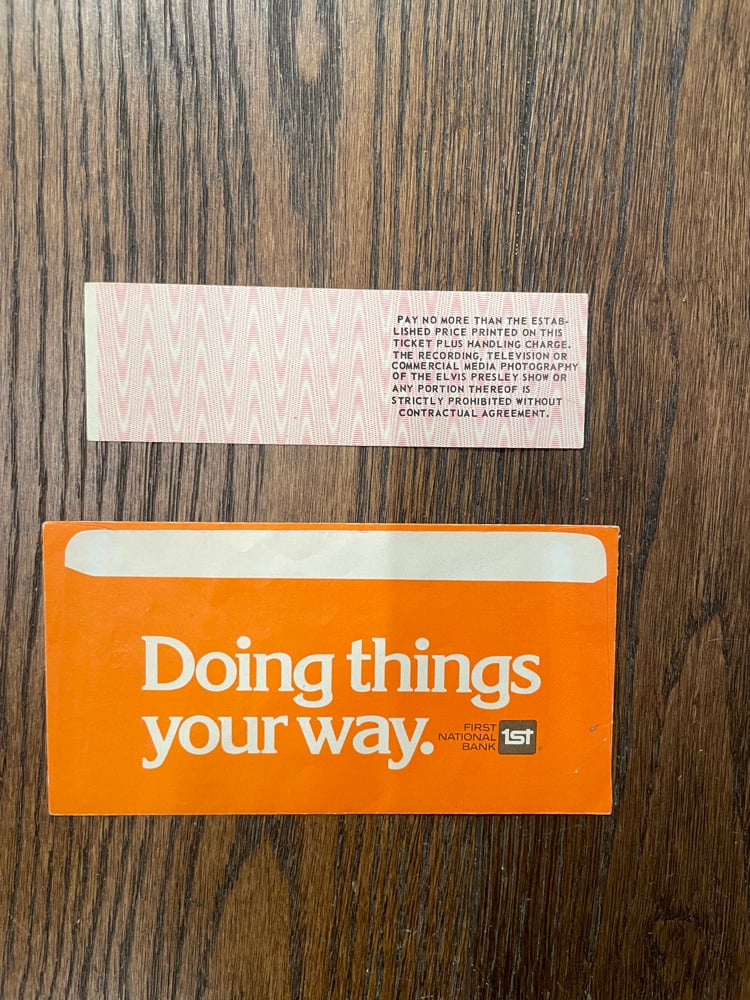 PAY NO MORE THAN THE ESTAB-
LISHED PRICE PRINTED ON THIS
TICKET PLUS HANDLING CHARGE.
THE RECORDING, TELEVISION OR
COMMERCIAL MEDIA PHOTOGRAPHY
OF THE ELVIS PRESLEY SHOW OR
ANY PORTION THEREOF IS
STRICTLY PROHIBITED WITHOUT
CONTRACTUAL AGREEMENT.
Doing things
your way.
FIRST
NATIONAL
BANK
1st